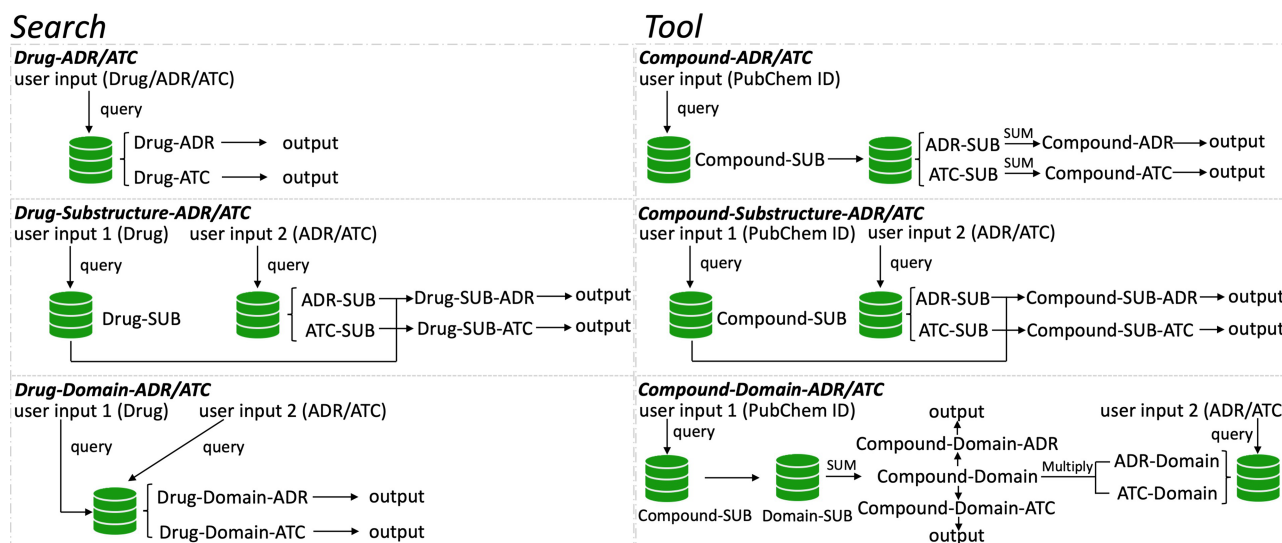 Search
Drug-ADR/ATC
user input (Drug/ADR/ATC)
query
Drug-ADR output
Drug-ATC output
Drug-Substructure-ADR/ATC
user input 1 (Drug) user input 2 (ADR/ATC)
query query
Drug-SUB
ADR-SUB Drug-SUB-ADR output
ATC-SUB Drug-SUB-ATC output
Drug-Domain-ADR/ATC
user input 1 (Drug) user input 2 (ADR/ATC)
query query
Drug-Domain-ADR output
Drug-Domain-ATC output
Tool
Compound-ADR/ATC
user input (PubChem ID)
query
Compound-SUB
ADR-SUB SUM Compound-ADR output
ATC-SUB SUM Compound-ATC output
Compound-Substructure-ADR/ATC
user input 1 (PubChem ID) user input 2 (ADR/ATC)
query query
Compound-SUB
ADR-SUB Compound-SUB-ADR output
ATC-SUB Compound-SUB-ATC output
Compound-Domain-ADR/ATC
user input 1 (PubChem ID) output user input 2 (ADR/ATC)
query query
Compound-Domain-ADR
SUM Compound-Domain Multiply ADR-Domain
ATC-Domain
Compound-Domain-ATC
Compound-SUB Domain-SUB
output